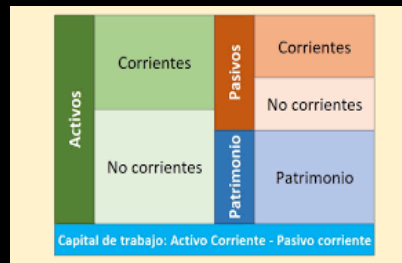 Activos
Corrientes
No corrientes
Pasivos
Corrientes
No corrientes
Patrimonio
Patrimonio
Capital de trabajo: Activo Corriente - Pasivo corriente